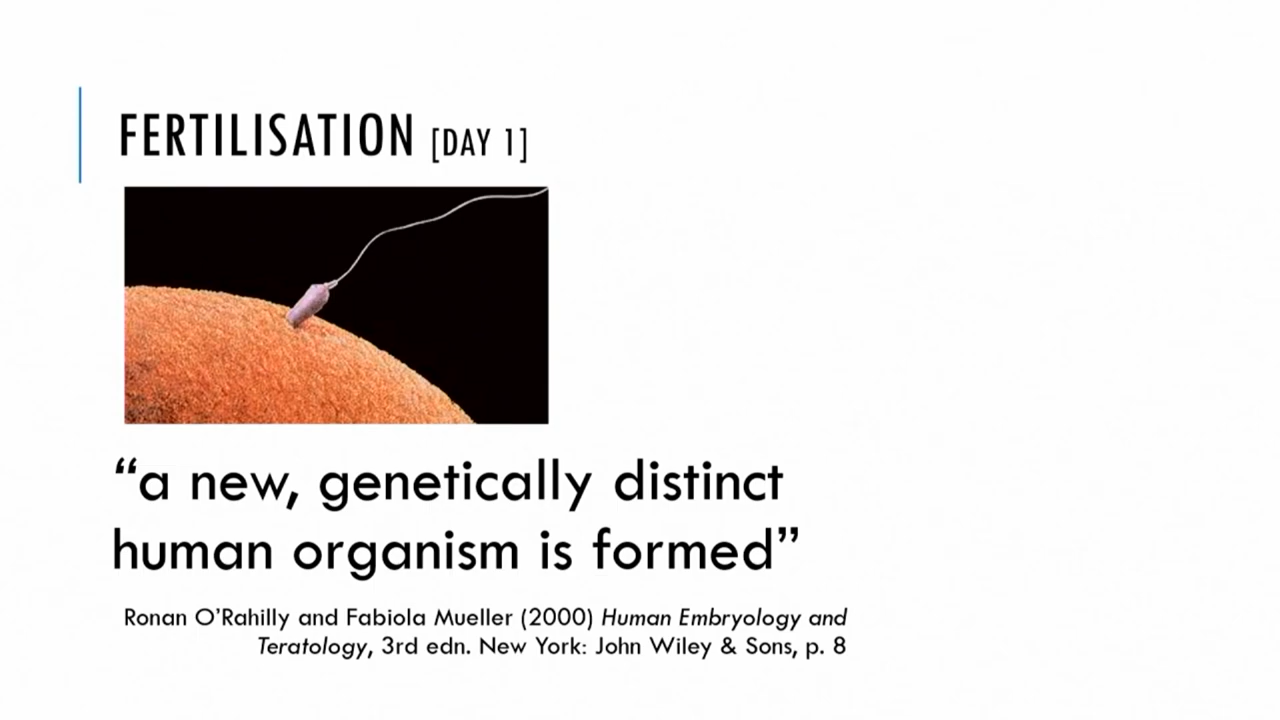 FERTILISATION [DAY 1]
“a new, genetically distinct
human organism is formed”
Ronan O’Rahilly and Fabiola Mueller (2000) Human Embryology and
Teratology, 3rd edn. New York: John Wiley & Sons, p. 8